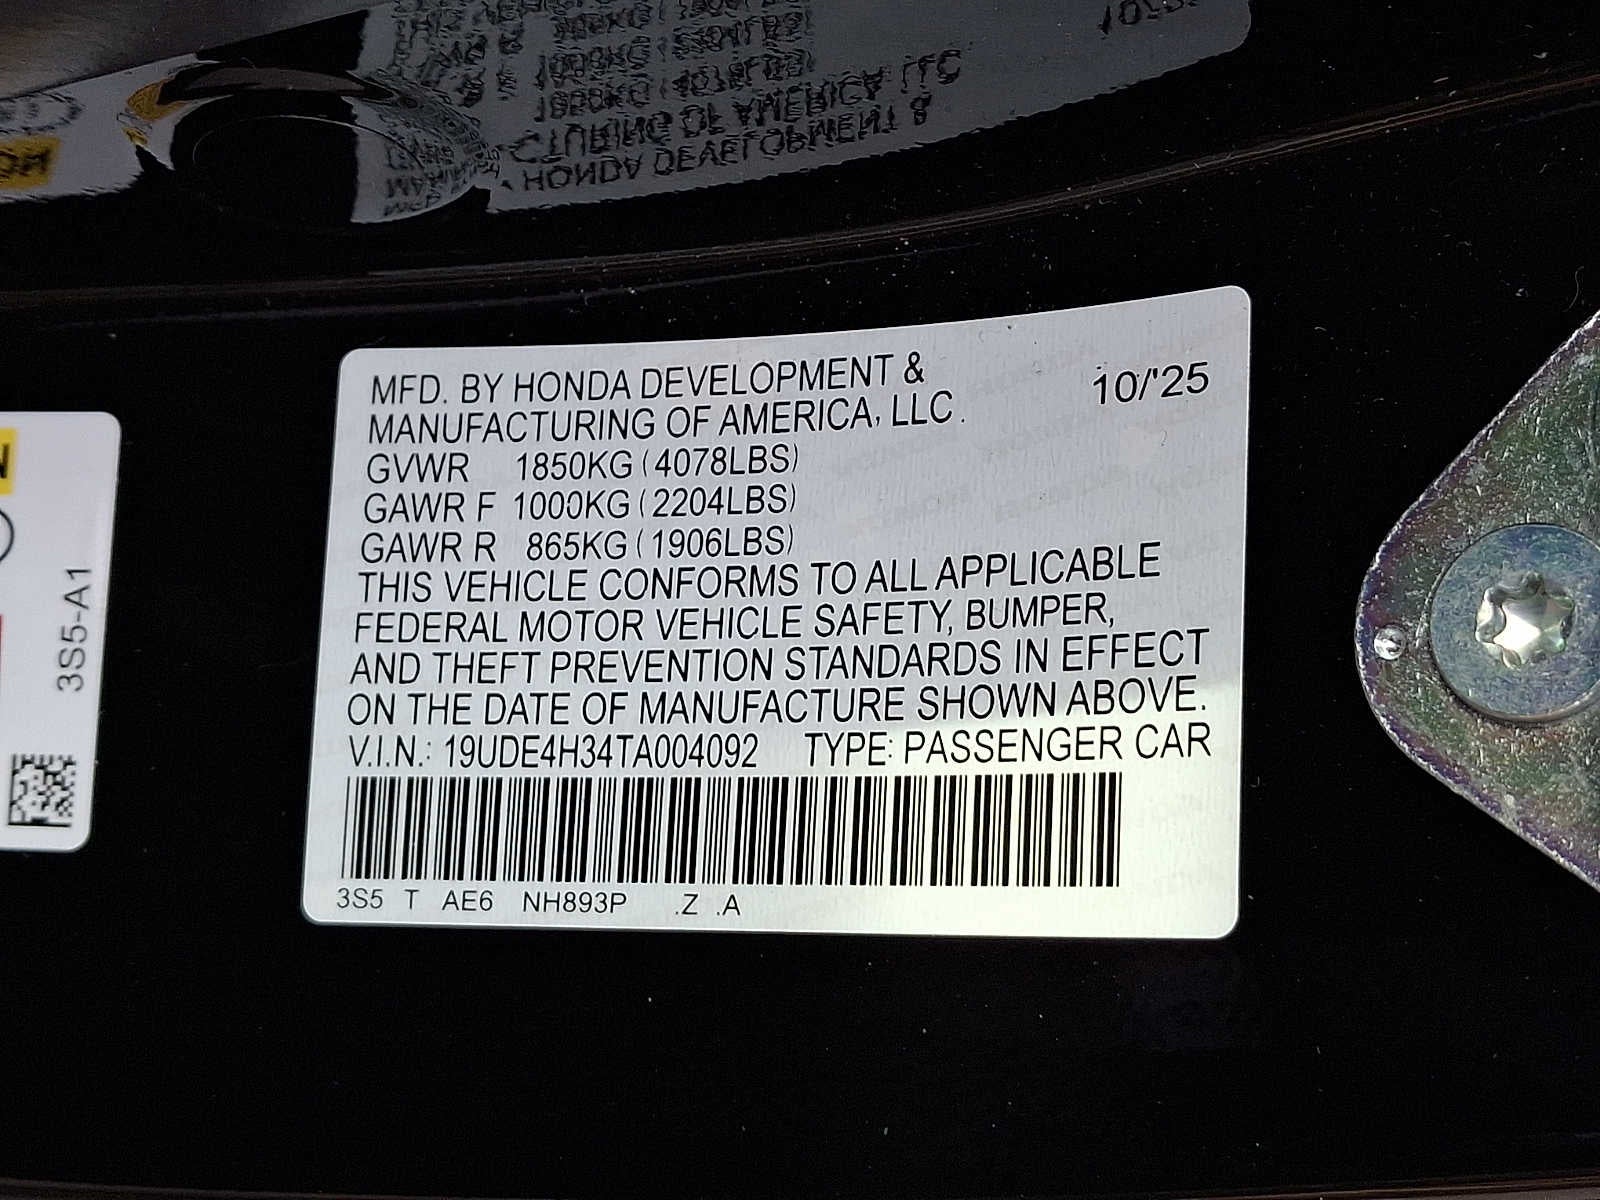 MFD. BY HONDA DEVELOPMENT & 10/'25
MANUFACTURING OF AMERICA, LLC.
GVWR 1850KG (4078LBS)
GAWR F 1000KG (2204LBS)
GAWR R 865KG (1906LBS)
THIS VEHICLE CONFORMS TO ALL APPLICABLE
FEDERAL MOTOR VEHICLE SAFETY, BUMPER,
AND THEFT PREVENTION STANDARDS IN EFFECT
ON THE DATE OF MANUFACTURE SHOWN ABOVE.
V.I.N.: 19UDE4H34TA004092 TYPE: PASSENGER CAR
3S5 T AE6 NH893P .Z .A
3S5-A1